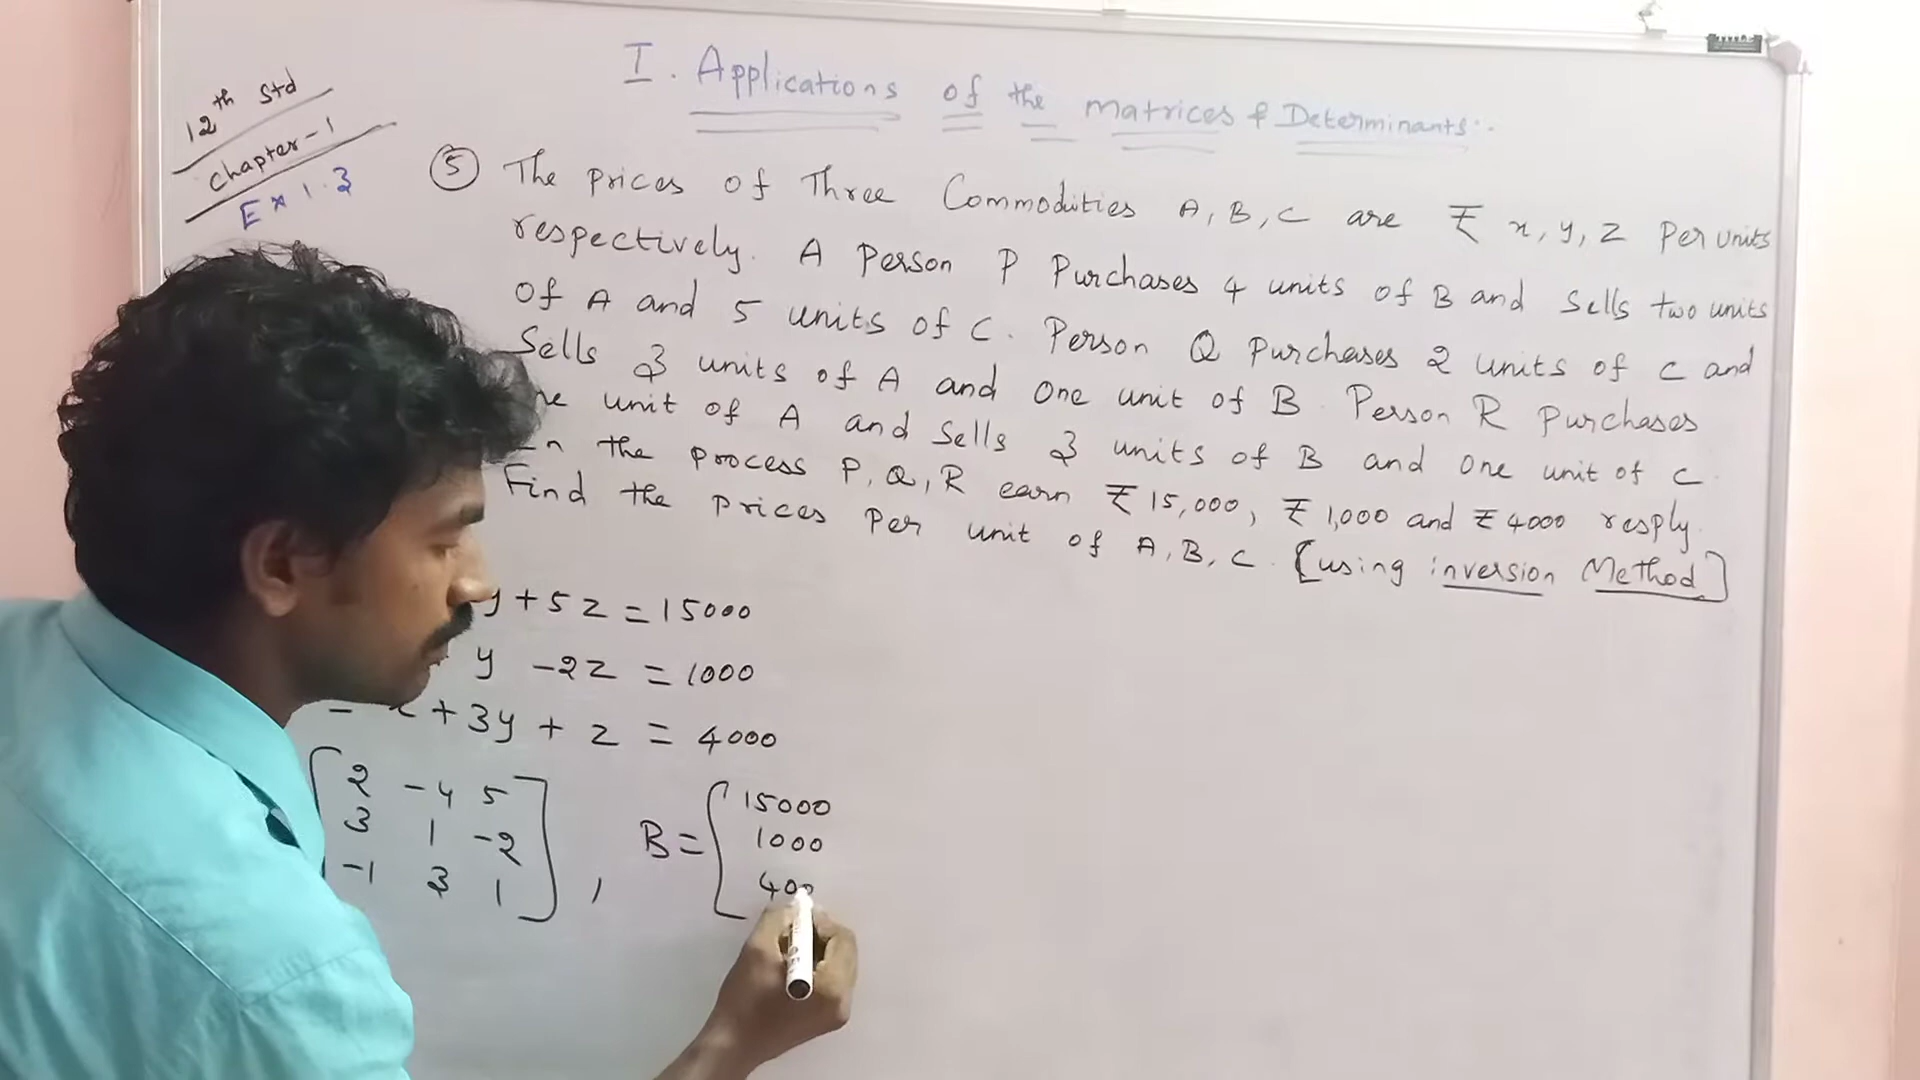 I. Applications of the Matrices & Determinants:-
12th Std
Chapter-1
Ex 1.3
⑤ The Prices of Three Commodities A, B, C are ₹ x, y, z Per units
respectively. A Person P Purchases 4 units of B and Sells two units
of A and 5 units of C. Person Q Purchases 2 units of C and
Sells 3 units of A and One unit of B. Person R Purchases
unit of A and Sells 3 units of B and One unit of C.
the process P, Q, R earn ₹ 15,000, ₹ 1,000 and ₹ 4000 resply.
Find the Prices Per unit of A, B, C. [using inversion Method]
y + 5z = 15000
y - 2z = 1000
+ 3y + z = 4000
2 -4 5
3 1 -2
-1 3 1 , B = [15000
1000
400